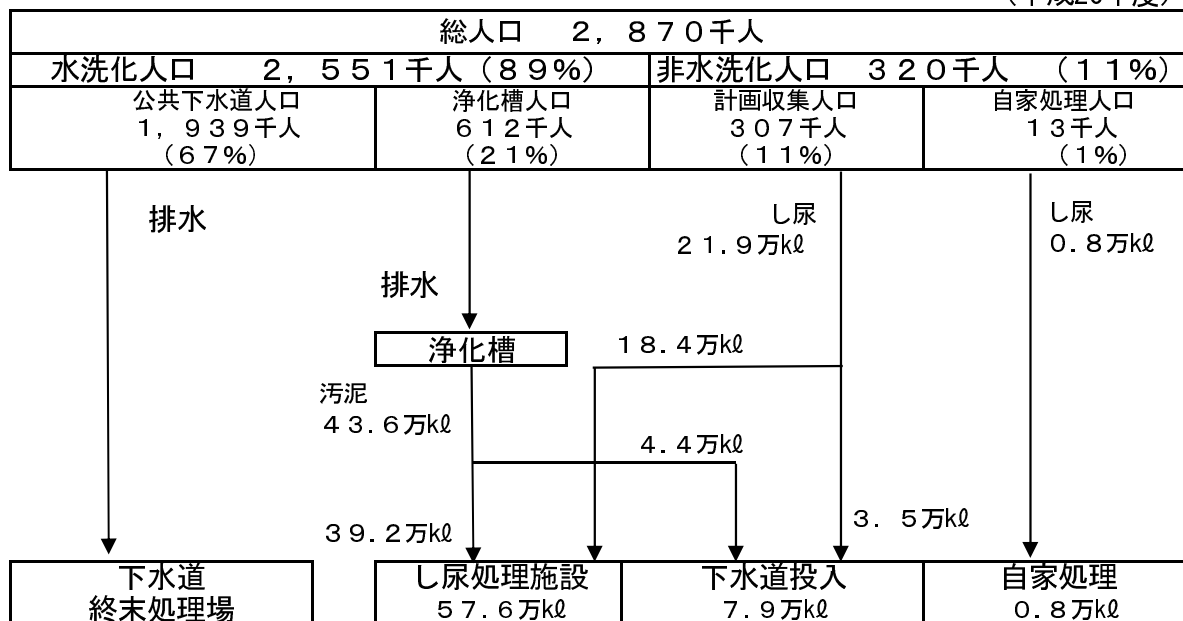 総人口　２，８７０千人
水洗化人口　２，５５１千人（８９%）
非水洗化人口　３２０千人　（１１%）
公共下水道人口
１，９３９千人
（６７%）
浄化槽人口
６１２千人
（２１%）
計画収集人口
３０７千人
（１１%）
自家処理人口
１３千人
（１%）
排水
し尿
２１.９万kℓ
し尿
０.８万kℓ
排水
浄化槽
１８.４万kℓ
汚泥
４３.６万kℓ
４.４万kℓ
３９.２万kℓ
３.５万kℓ
下水道
終末処理場
し尿処理施設
５７.６万kℓ
下水道投入
７.９万kℓ
自家処理
０.８万kℓ